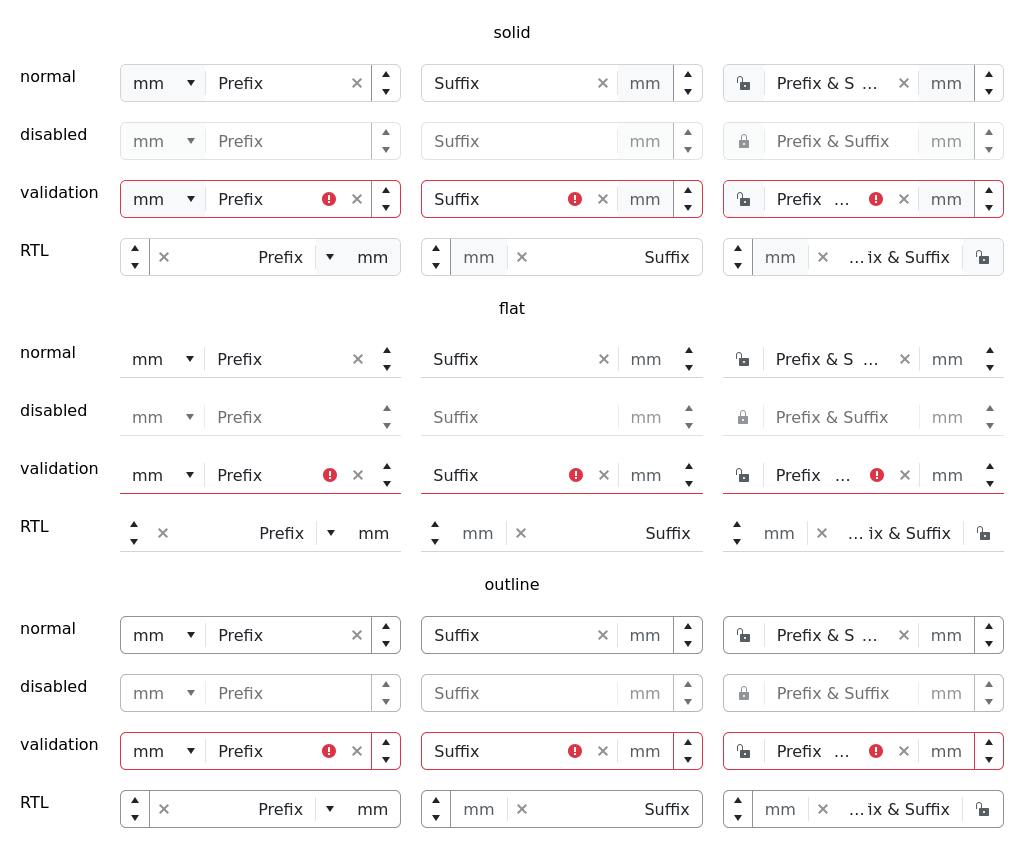 solid
normal mm Prefix Suffix mm Prefix & S ... mm
disabled mm Prefix Suffix mm Prefix & Suffix mm
validation mm Prefix Suffix mm Prefix ... mm
RTL Prefix mm mm Suffix mm ...ix & Suffix
flat
normal mm Prefix Suffix mm Prefix & S ... mm
disabled mm Prefix Suffix mm Prefix & Suffix mm
validation mm Prefix Suffix mm Prefix ... mm
RTL Prefix mm mm Suffix mm ... ix & Suffix
outline
normal mm Prefix Suffix mm Prefix & S ... mm
disabled mm Prefix Suffix mm Prefix & Suffix mm
validation mm Prefix Suffix mm Prefix ... mm
RTL Prefix mm mm Suffix mm ...ix & Suffix